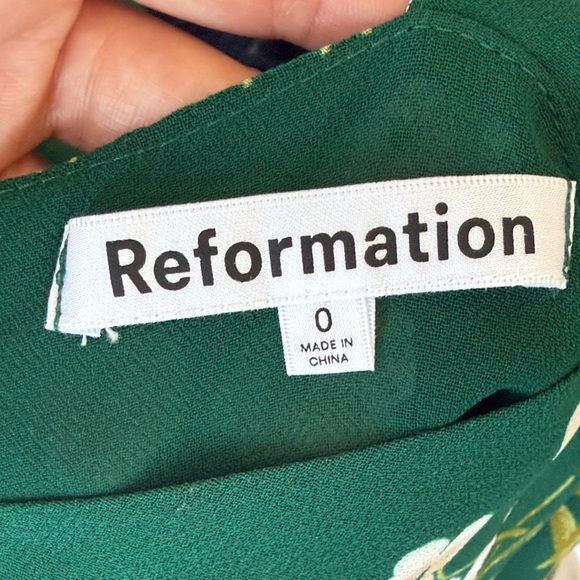 Reformation
0
MADE IN
CHINA